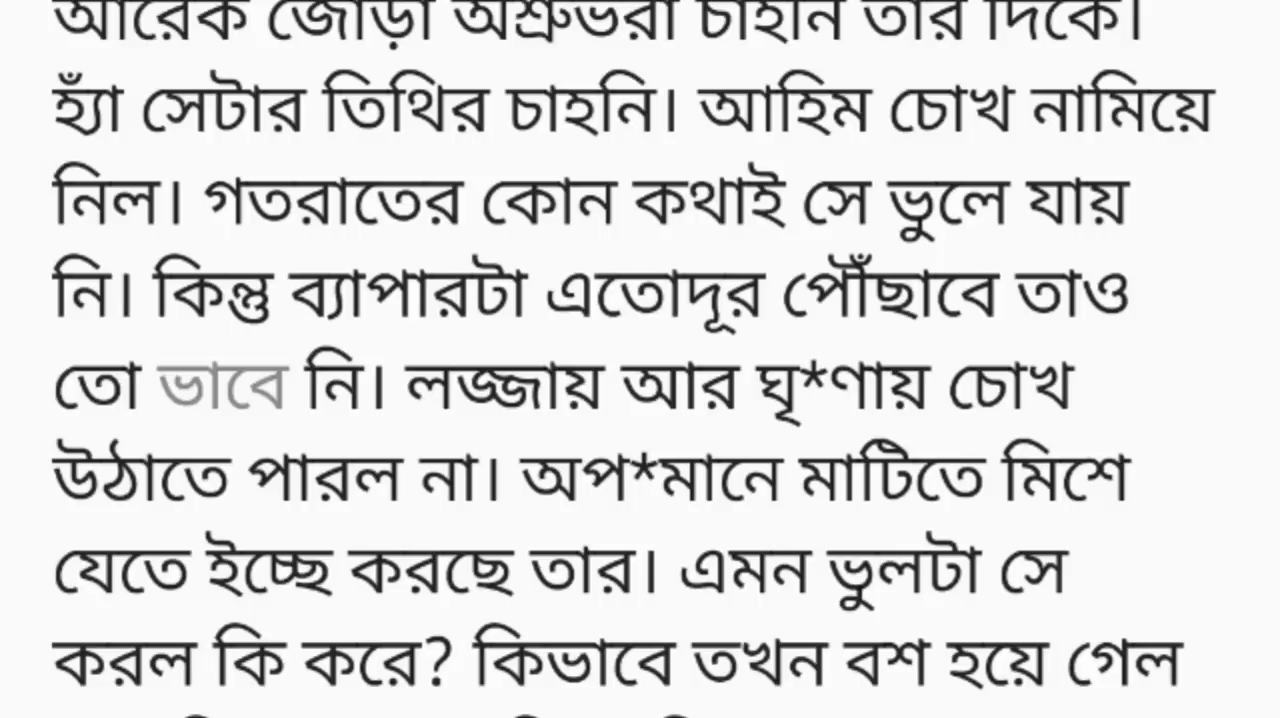 আরেক জোড়া অশ্রুভরা চাহনি তার দিকে।
হ্যাঁ সেটার তিথির চাহনি। আহিম চোখ নামিয়ে
নিল। গতরাতের কোন কথাই সে ভুলে যায়
নি। কিন্তু ব্যাপারটা এতোদূর পৌঁছাবে তাও
তো ভাবে নি। লজ্জায় আর ঘৃ*ণায় চোখ
উঠাতে পারল না। অপ*মানে মাটিতে মিশে
যেতে ইচ্ছে করছে তার। এমন ভুলটা সে
করল কি করে? কিভাবে তখন বশ হয়ে গেল